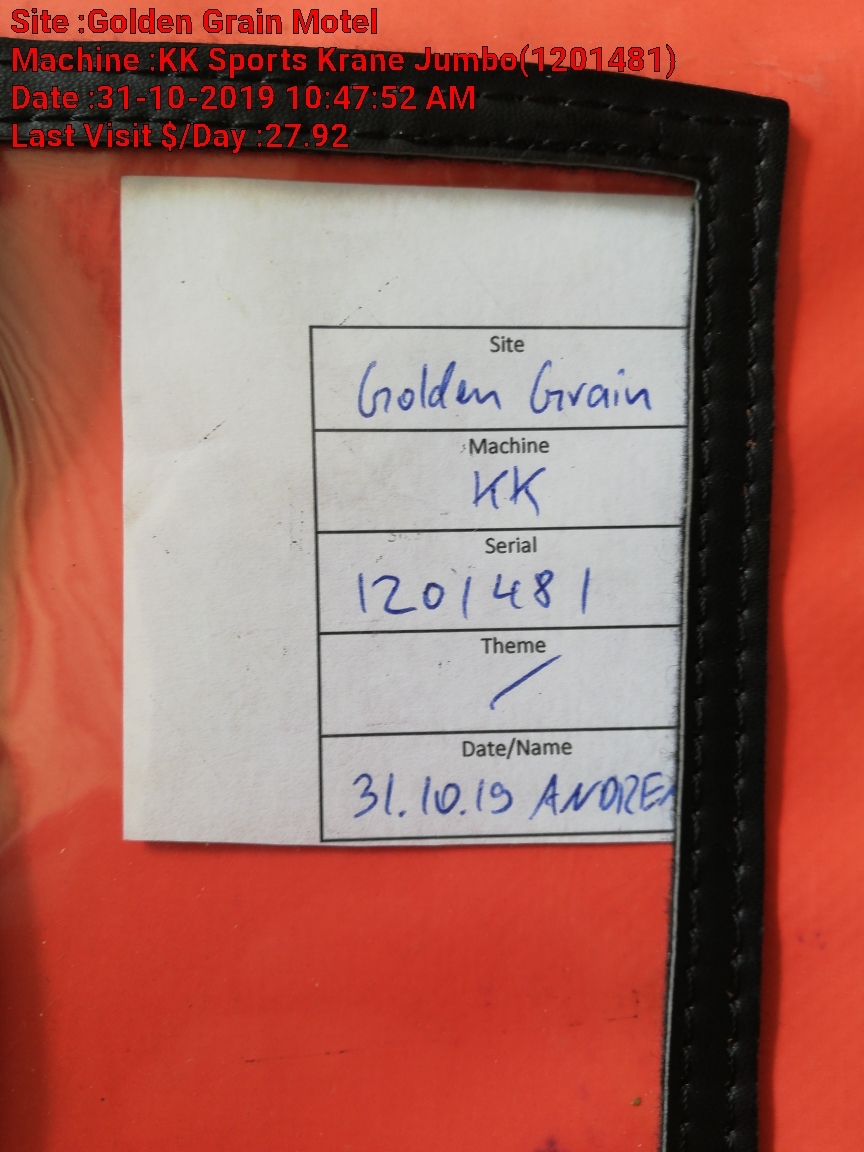 Site :Golden Grain Motel
Machine :KK Sports Krane Jumbo(1201481)
Date :31-10-2019 10:47:52 AM
Last Visit $/Day :27.92
Site
Golden Grain
Machine
KK
Serial
1201481
Theme
/
Date/Name
31.10.19